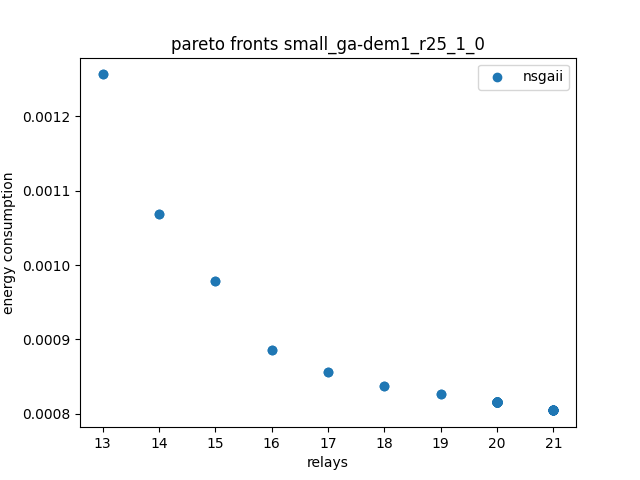 pareto fronts small_ga-dem1_r25_1_0
nsgaii
energy consumption
0.0012
0.0011
0.0010
0.0009
0.0008
13 14 15 16 17 18 19 20 21
relays